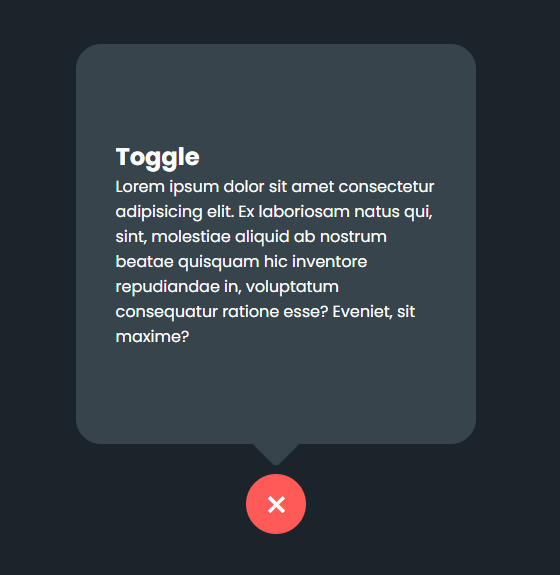 Toggle
Lorem ipsum dolor sit amet consectetur
adipisicing elit. Ex laboriosam natus qui,
sint, molestiae aliquid ab nostrum
beatae quisquam hic inventore
repudiandae in, voluptatum
consequatur ratione esse? Eveniet, sit
maxime?